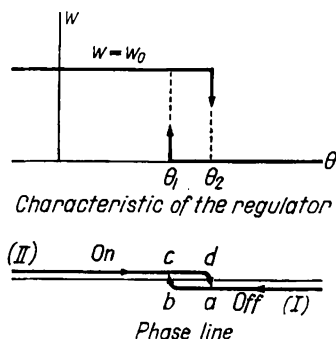 W
W = W₀
θ₁ θ₂ θ
Characteristic of the regulator
(II) On c d
b a Off (I)
Phase line